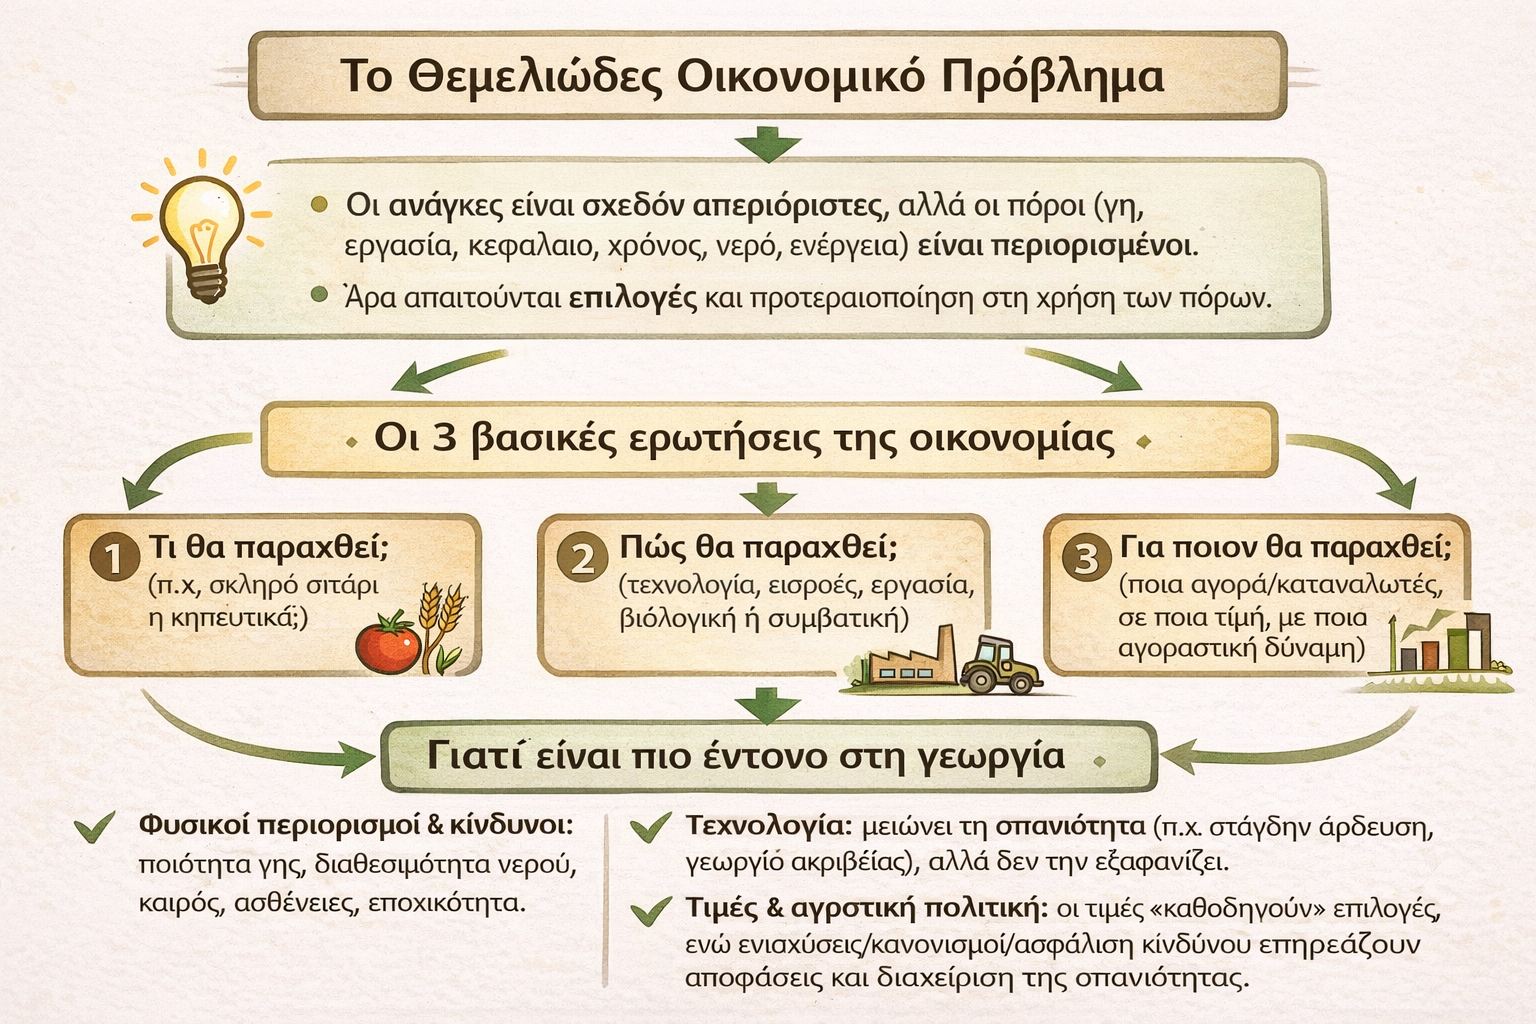 Το Θεμελιώδες Οικονομικό Πρόβλημα
Οι ανάγκες είναι σχεδόν απεριόριστες, αλλά οι πόροι (γη,
εργασία, κεφαλαιο, χρόνος, νερό, ενέργεια) είναι περιορισμένοι.
Άρα απαιτούνται επιλογές και προτεραιοποίηση στη χρήση των πόρων.
Οι 3 βασικές ερωτήσεις της οικονομίας
1 Τι θα παραχθεί;
(π.χ, σκληρό σιτάρι
η κηπευτικά;)
2 Πώς θα παραχθεί;
(τεχνολογία, εισροές, εργασία,
βιόλογική ή συμβατική)
3 Για ποιον θα παραχθεί;
(ποια αγορά/καταναλωτές,
σε ποια τίμή, με ποια
αγοραστική δύναμη)
Γιατί είναι πιο έντονο στη γεωργία
Φυσικοί περιορισμοί & κίνδυνοι:
ποιότητα γης, διαθεσιμότητα νερού,
καιρός, ασθένειες, εποχικότητα.
Τεχνολογία: μειώνει τη σπανιότητα (π.χ. στάγδην άρδευση,
γεωργίό ακριβέίας), αλλά δεν την εξαφανίζει.
Τιμές & αγρστική πολιτική: οι τιμές «καθοδηγούν» επιλογές,
ενώ ενιαχύσεις/κανονισμοί/ασφάλιση κίνδύνου επηρεάζουν
αποφάσεις και διαχείριση της σπανιότητας.